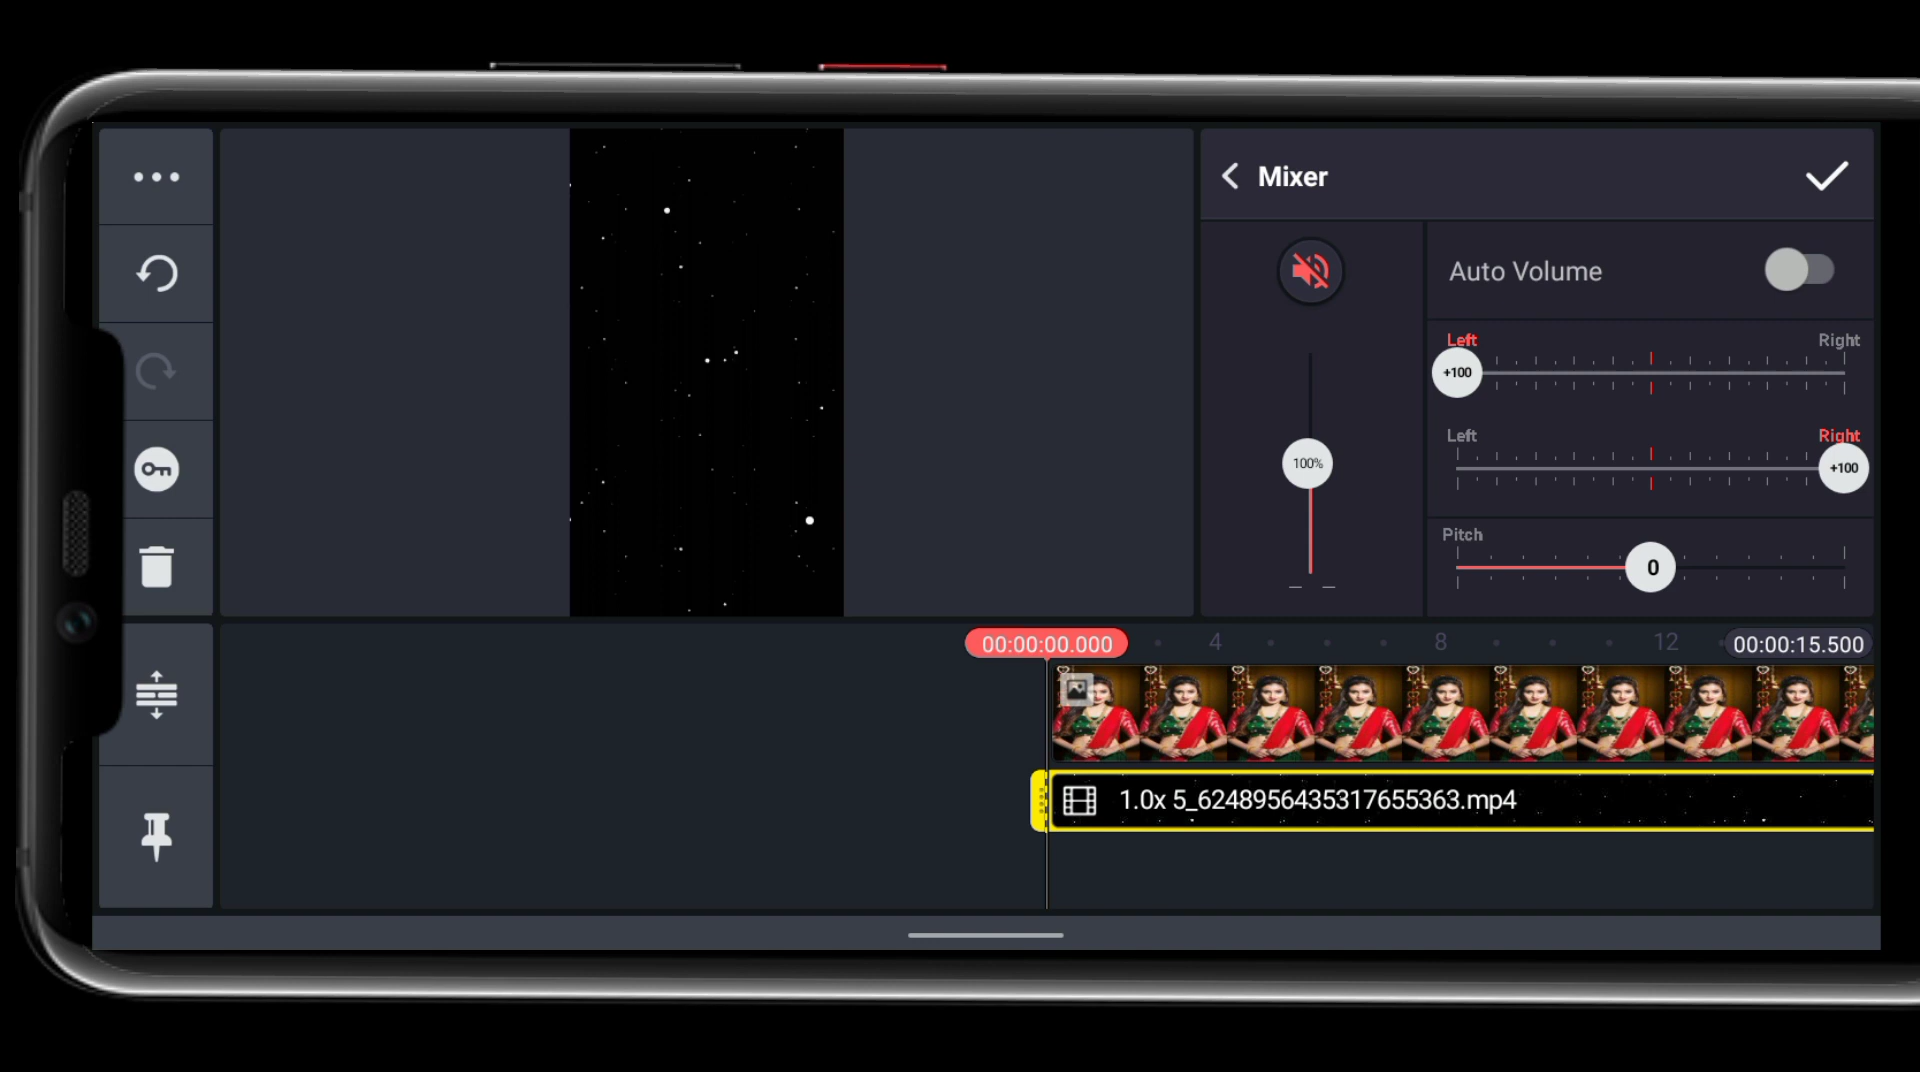 Mixer
Auto Volume
Left Right
+100
Left Right
100%
+100
Pitch
0
00:00:00.000 4 8 12 00:00:15.500
1.0x 5_6248956435317655363.mp4